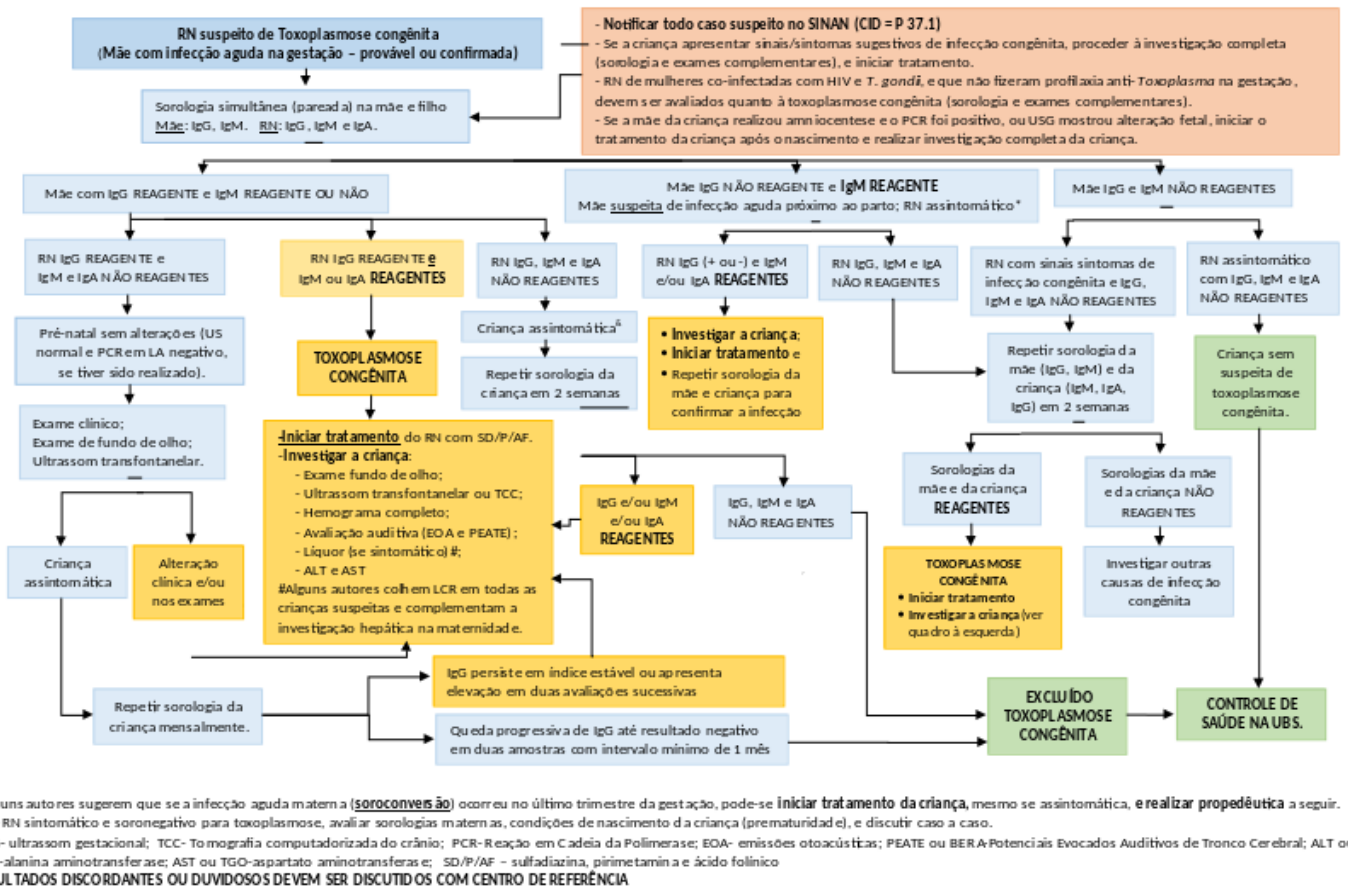 RN suspeito de Toxoplasmose congênita
(Mãe com infecção aguda na gestação – provável ou confirmada)
- Notificar todo caso suspeito no SINAN (CID = P 37.1)
- Se a criança apresentar sinais/sintomas sugestivos de infecção congênita, proceder à investigação completa
(sorologia e exames complementares), e iniciar tratamento.
- RN de mulheres co-infectadas com HIV e T. gondii, e que não fizeram profilaxia anti-Toxoplasma na gestação,
devem ser avaliados quanto à toxoplasmose congênita (sorologia e exames complementares).
- Se a mãe da criança realizou amniocentese e o PCR foi positivo, ou USG mostrou alteração fetal, iniciar o
tratamento da criança após o nascimento e realizar investigação completa da criança.
Sorologia simultânea (pareada) na mãe e filho
Mãe: IgG, IgM. RN: IgG, IgM e IgA.
Mãe com IgG REAGENTE e IgM REAGENTE OU NÃO
Mãe IgG NÃO REAGENTE e IgM REAGENTE
Mãe suspeita de infecção aguda próximo ao parto; RN assintomático*
Mãe IgG e IgM NÃO REAGENTES
RN IgG REAGENTE e
IgM e IgA NÃO REAGENTES
RN IgG REAGENTE e
IgM ou IgA REAGENTES
RN IgG, IgM e IgA
NÃO REAGENTES
RN IgG (+ ou -) e IgM
e/ou IgA REAGENTES
RN IgG, IgM e IgA
NÃO REAGENTES
RN com sinais sintomas de
infecção congênita e IgG,
IgM e IgA NÃO REAGENTES
RN assintomático
com IgG, IgM e IgA
NÃO REAGENTES
Pré-natal sem alterações (US
normal e PCR em LA negativo,
se tiver sido realizado).
TOXOPLASMOSE
CONGÊNITA
Criança assintomática&
Repetir sorologia da
criança em 2 semanas
• Investigar a criança;
• Iniciar tratamento e
• Repetir sorologia da
mãe e criança para
confirmar a infecção
Repetir sorologia da
mãe (IgG, IgM) e da
criança (IgM, IgA,
IgG) em 2 semanas
Criança sem
suspeita de
toxoplasmose
congênita.
Exame clínico;
Exame de fundo de olho;
Ultrassom transfontanelar.
-Iniciar tratamento do RN com SD/P/AF.
-Investigar a criança:
- Exame fundo de olho;
- Ultrassom transfontanelar ou TCC;
- Hemograma completo;
- Avaliação auditiva (EOA e PEATE);
- Líquor (se sintomático) #;
- ALT e AST
#Alguns autores colhem LCR em todas as
crianças suspeitas e complementam a
investigação hepática na maternidade.
IgG e/ou IgM
e/ou IgA
REAGENTES
IgG, IgM e IgA
NÃO REAGENTES
Sorologias da
mãe e da criança
REAGENTES
Sorologias da mãe
e da criança NÃO
REAGENTES
Criança
assintomática
Alteração
clínica e/ou
nos exames
TOXOPLASMOSE
CONGÊNITA
• Iniciar tratamento
• Investigar a criança (ver
quadro à esquerda)
Investigar outras
causas de infecção
congênita
Repetir sorologia da
criança mensalmente.
IgG persiste em índice estável ou apresenta
elevação em duas avaliações sucessivas
Queda progressiva de IgG até resultado negativo
em duas amostras com intervalo mínimo de 1 mês
EXCLUÍDO
TOXOPLASMOSE
CONGÊNITA
CONTROLE DE
SAÚDE NA UBS.
uns autores sugerem que se a infecção aguda materna (soroconversão) ocorreu no último trimestre da gestação, pode-se iniciar tratamento da criança, mesmo se assintomática, e realizar propedêutica a seguir.
RN sintomático e soronegativo para toxoplasmose, avaliar sorologias maternas, condições de nascimento da criança (prematuridade), e discutir caso a caso.
- ultrassom gestacional; TCC- Tomografia computadorizada do crânio; PCR- Reação em Cadeia da Polimerase; EOA- emissões otoacústicas; PEATE ou BERA-Potenciais Evocados Auditivos de Tronco Cerebral; ALT ou
-alanina aminotransferase; AST ou TGO-aspartato aminotransferase; SD/P/AF – sulfadiazina, pirimetamina e ácido folínico
ULTADOS DISCORDANTES OU DUVIDOSOS DEVEM SER DISCUTIDOS COM CENTRO DE REFERÊNCIA